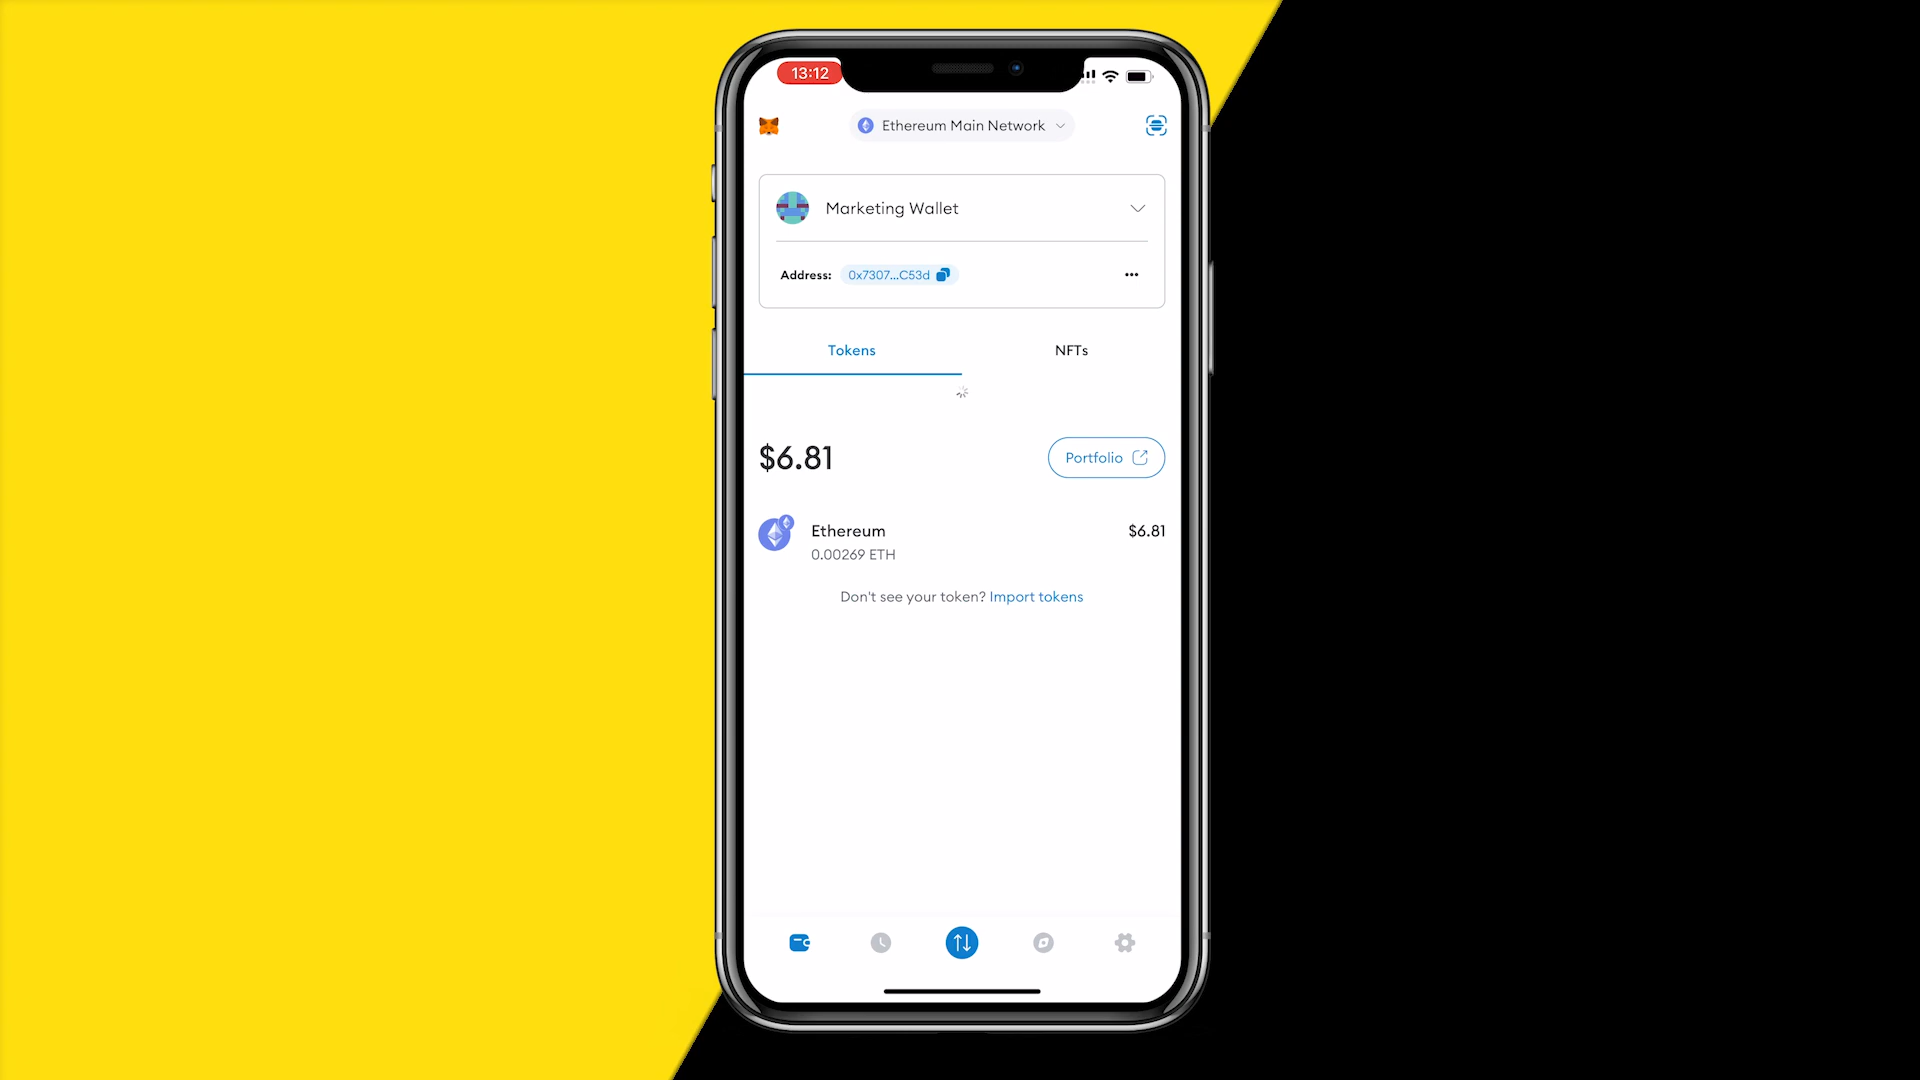 13:12
Ethereum Main Network
Marketing Wallet
Address: 0x7307...C53d
Tokens NFTs
$6.81 Portfolio
Ethereum $6.81
0.00269 ETH
Don't see your token? Import tokens